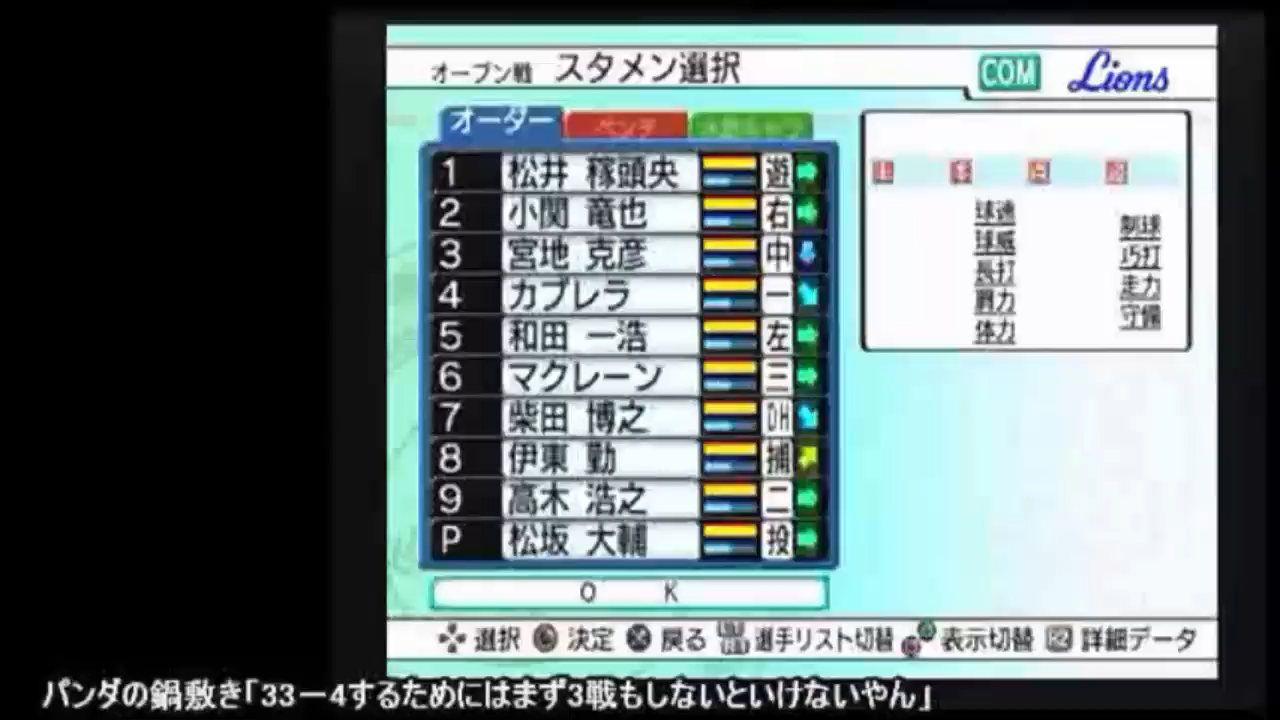 オープン戦 スタメン選択 COM Lions
オーダー ベンチ
1 松井 稼頭央 遊
2 小関 竜也 右
3 宮地 克彦 中
4 カブレラ 一
5 和田 一浩 左
6 マクレーン 三
7 柴田 博之 DH
8 伊東 勤 捕
9 高木 浩之 二
P 松坂 大輔 投
OK
球速 制球
球威 巧打
長打 走力
肩力 守備
体力
選択 決定 戻る 選手リスト切替 表示切替 詳細データ
パンダの鍋敷き「33－4するためにはまず3戦もしないといけないやん」